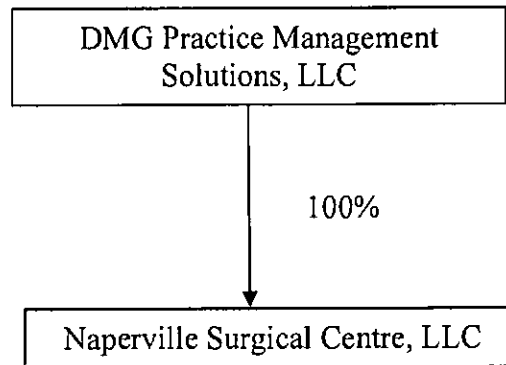 DMG Practice Management
Solutions, LLC
100%
Naperville Surgical Centre, LLC